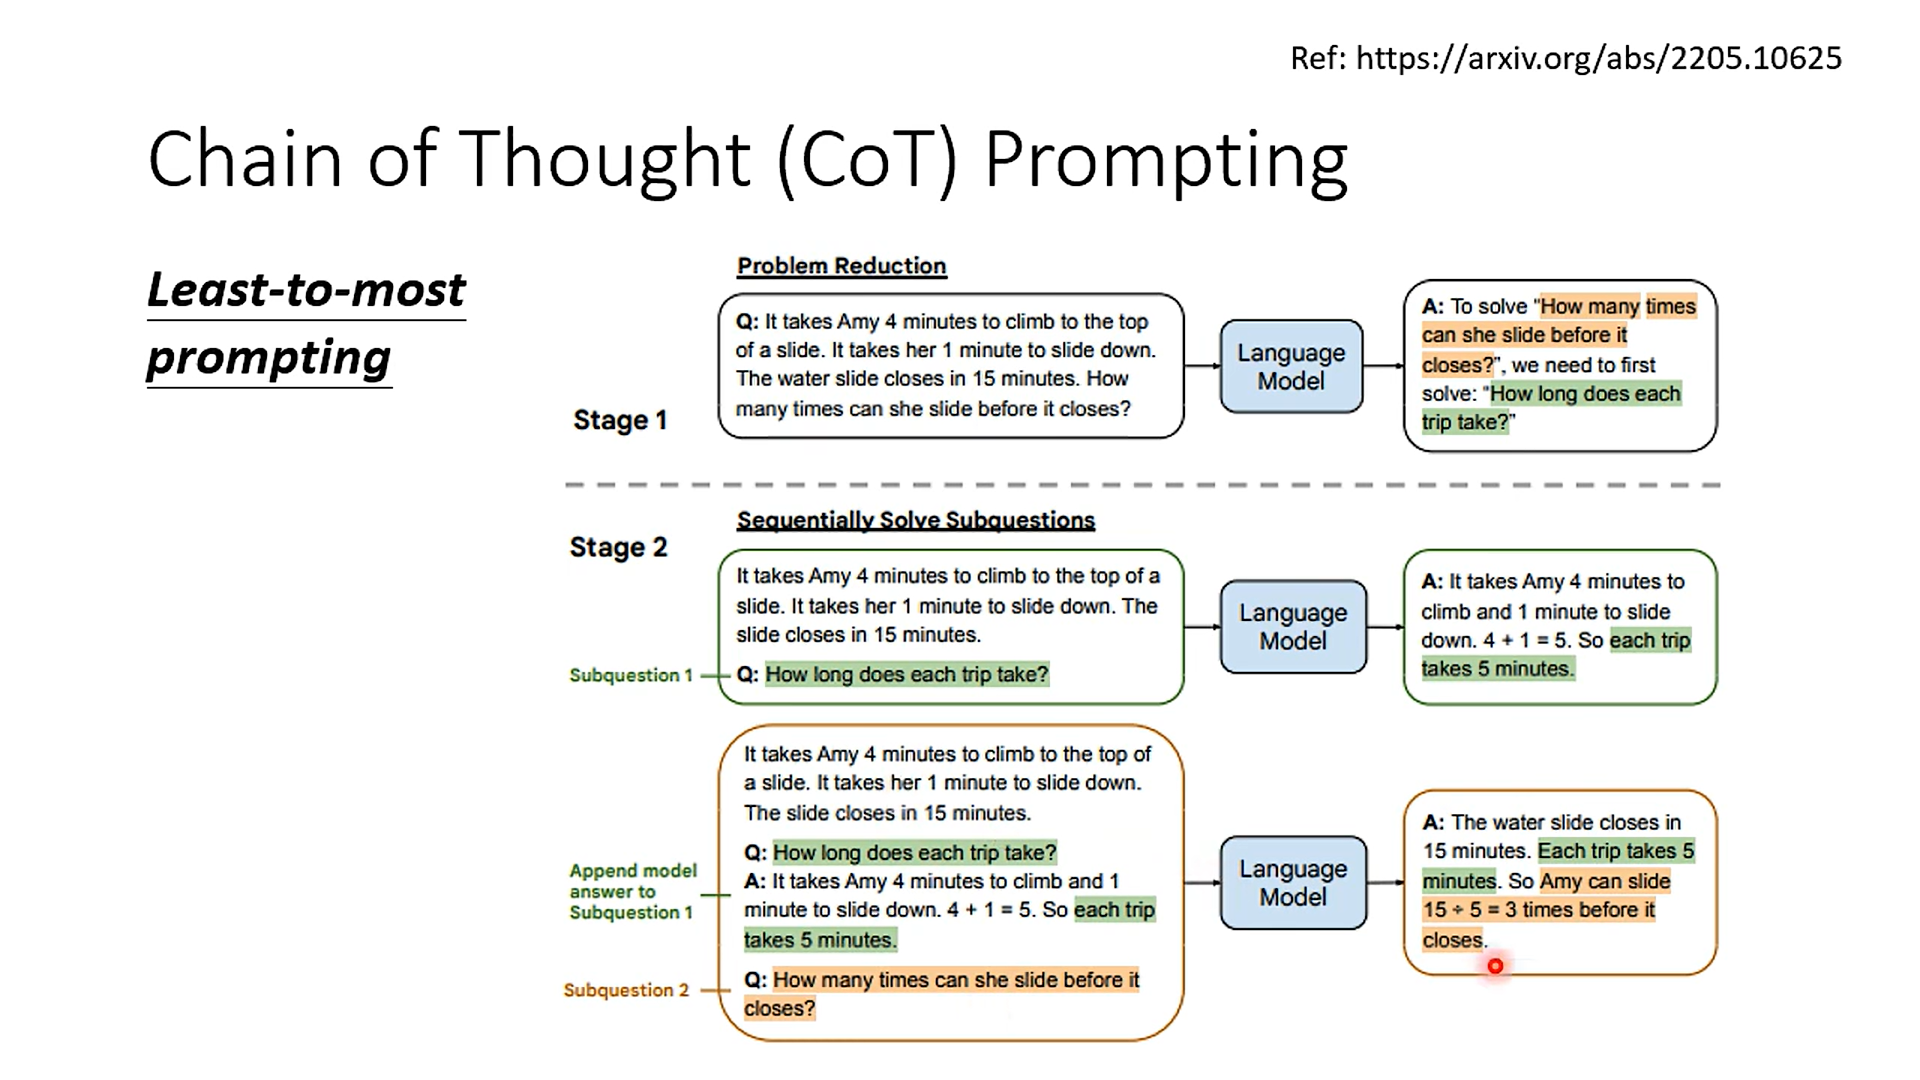 Ref: https://arxiv.org/abs/2205.10625
Chain of Thought (CoT) Prompting
Least-to-most
prompting
Problem Reduction
Stage 1
Q: It takes Amy 4 minutes to climb to the top
of a slide. It takes her 1 minute to slide down.
The water slide closes in 15 minutes. How
many times can she slide before it closes?
Language
Model
A: To solve “How many times
can she slide before it
closes?”, we need to first
solve: “How long does each
trip take?”
Sequentially Solve Subquestions
Stage 2
It takes Amy 4 minutes to climb to the top of a
slide. It takes her 1 minute to slide down. The
slide closes in 15 minutes.
Subquestion 1
Q: How long does each trip take?
Language
Model
A: It takes Amy 4 minutes to
climb and 1 minute to slide
down. 4 + 1 = 5. So each trip
takes 5 minutes.
It takes Amy 4 minutes to climb to the top of
a slide. It takes her 1 minute to slide down.
The slide closes in 15 minutes.
Append model
answer to
Subquestion 1
Q: How long does each trip take?
A: It takes Amy 4 minutes to climb and 1
minute to slide down. 4 + 1 = 5. So each trip
takes 5 minutes.
Subquestion 2
Q: How many times can she slide before it
closes?
Language
Model
A: The water slide closes in
15 minutes. Each trip takes 5
minutes. So Amy can slide
15 ÷ 5 = 3 times before it
closes.